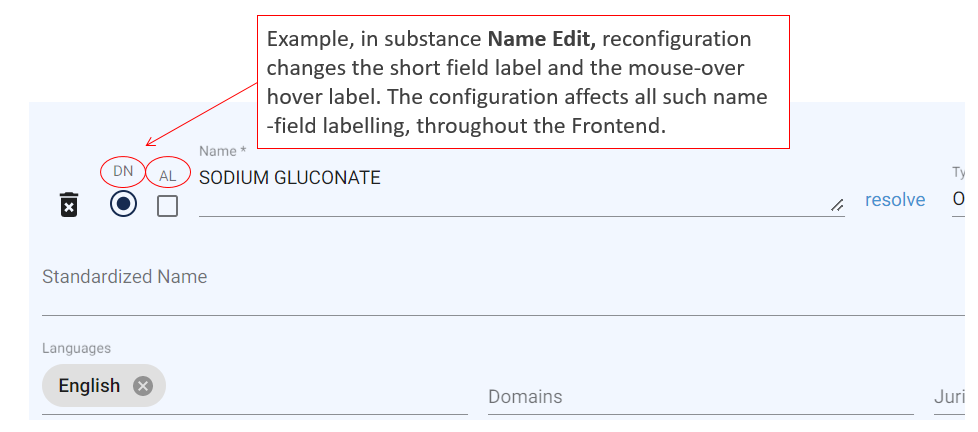 Example, in substance Name Edit, reconfiguration
changes the short field label and the mouse-over
hover label. The configuration affects all such name
-field labelling, throughout the Frontend.
Name *
DN
AL
SODIUM GLUCONATE
resolve
Ty
O
Standardized Name
Languages
English
Domains
Juri